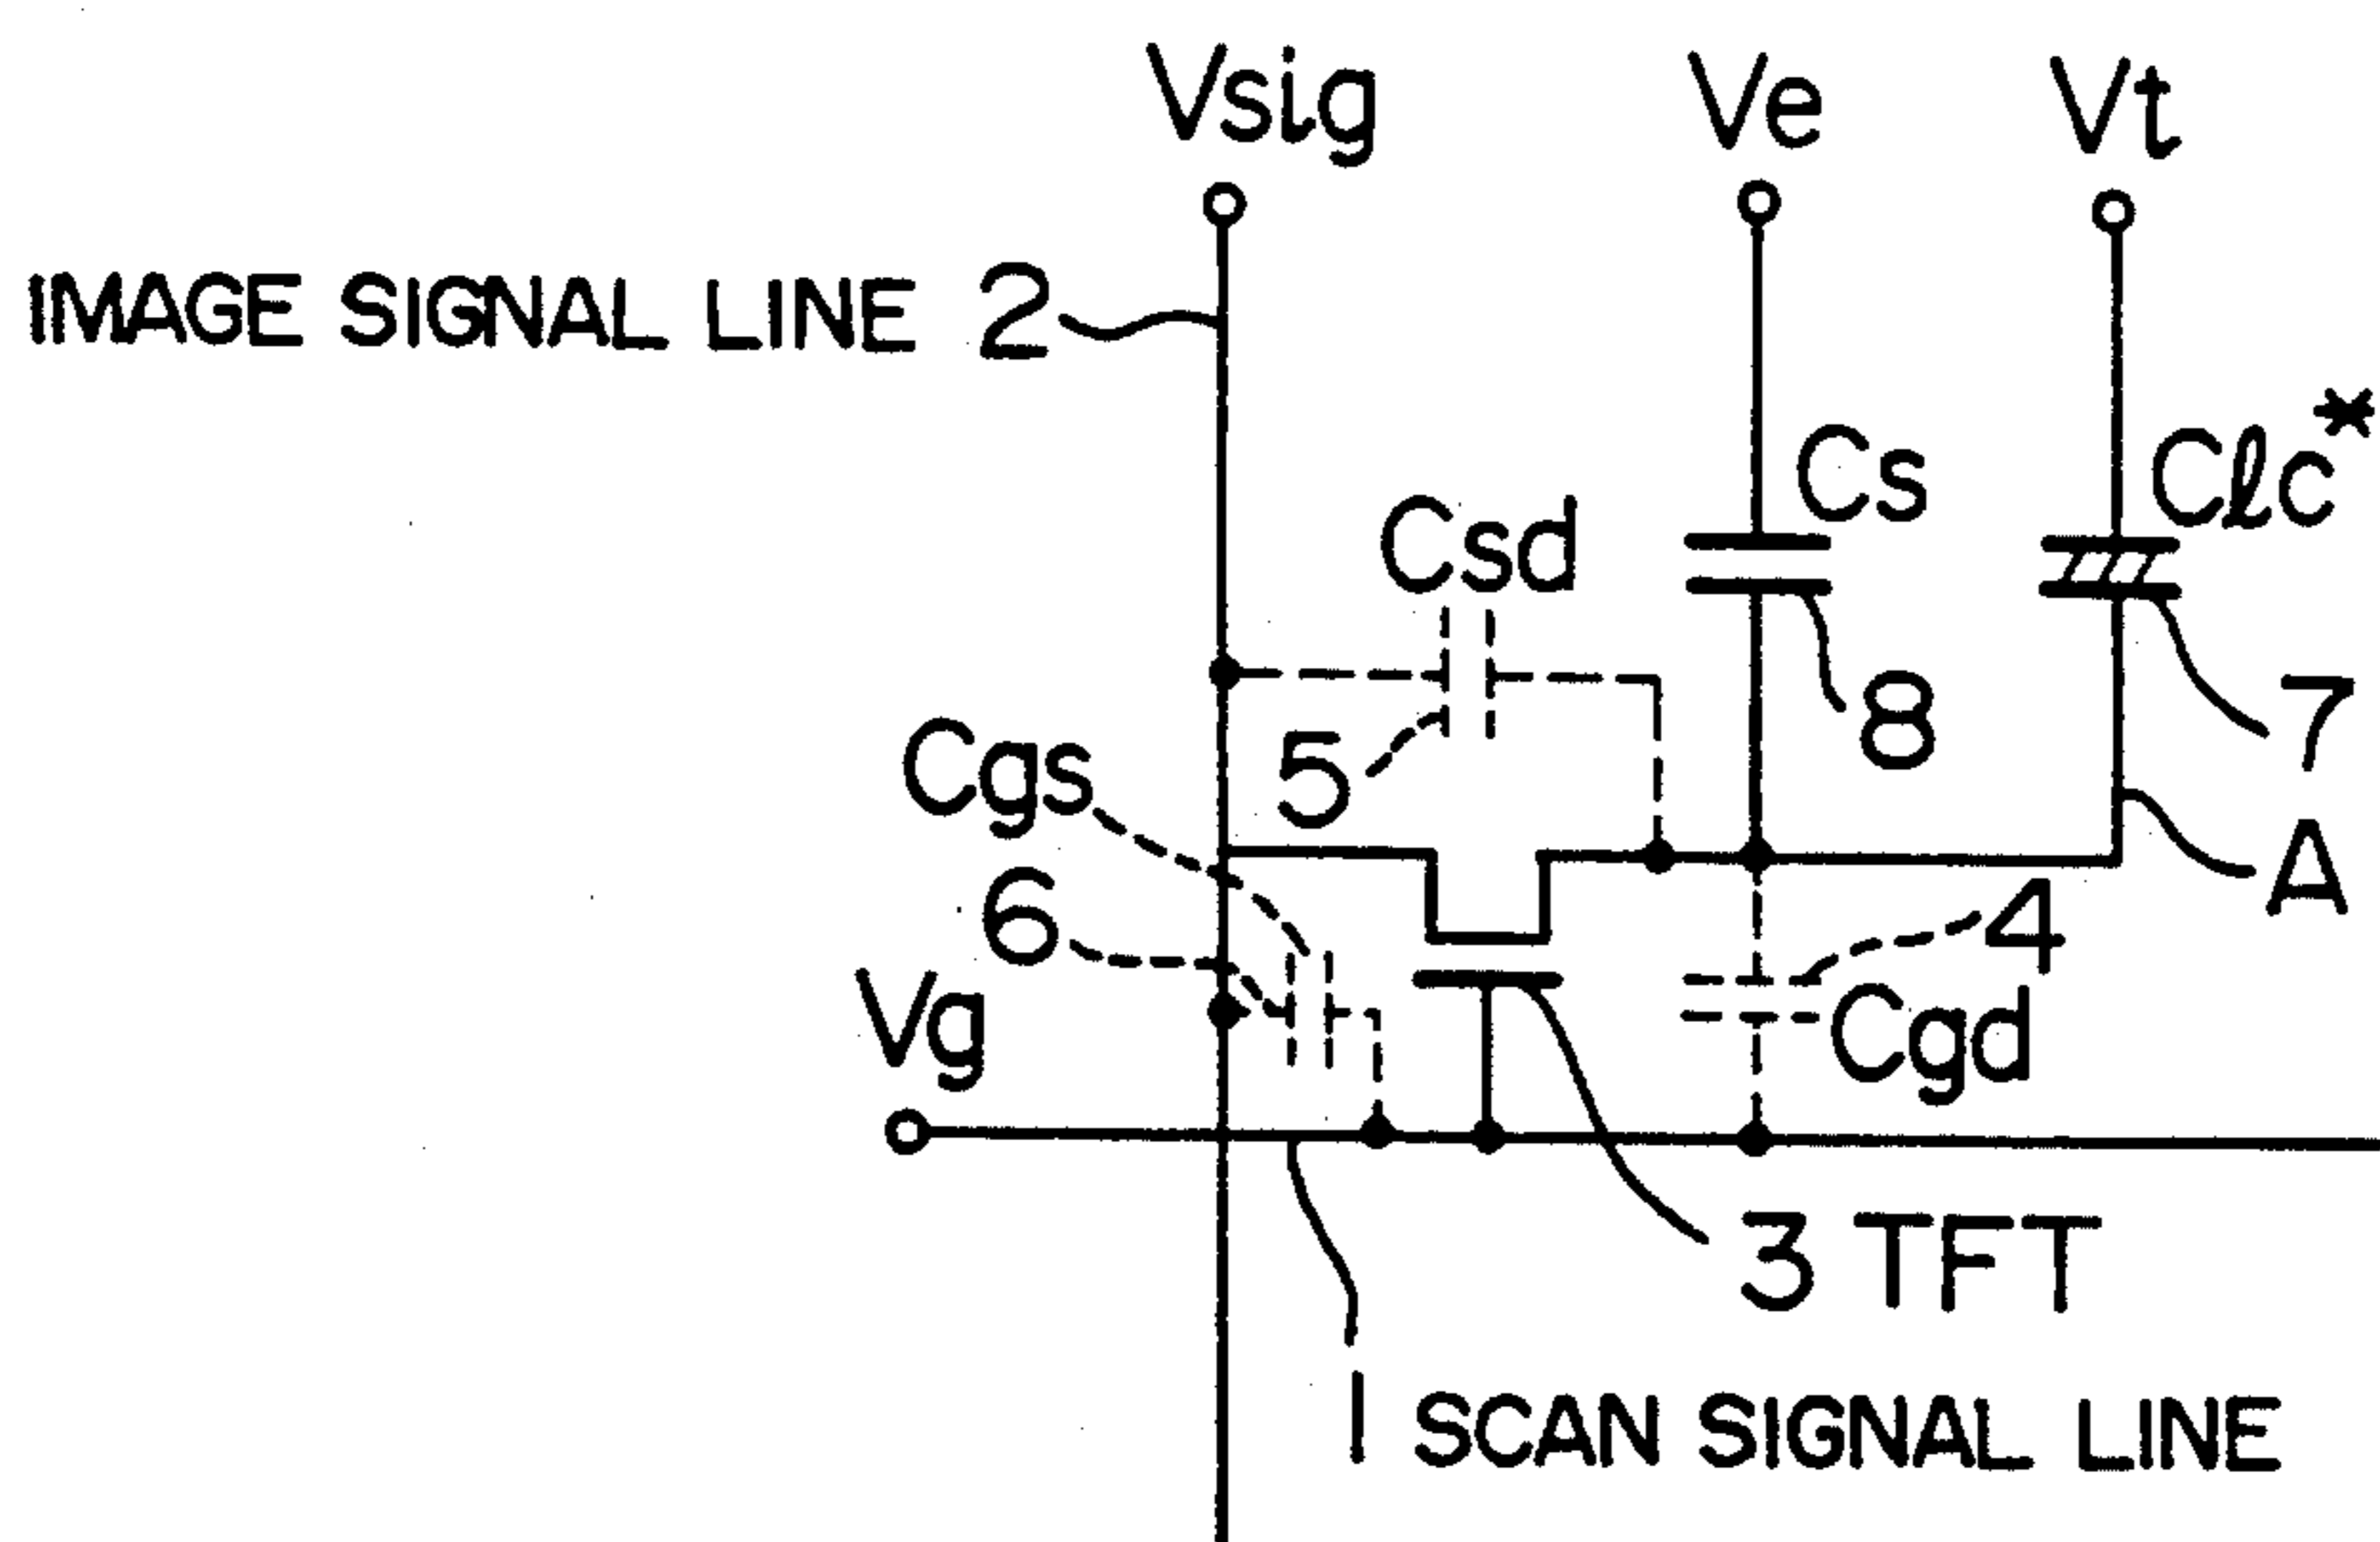 Vsig
Ve
Vt
IMAGE SIGNAL LINE 2
Cs
Clc*
Csd
8
7
Cgs
5
6
A
4
Vg
Cgd
3 TFT
1 SCAN SIGNAL LINE